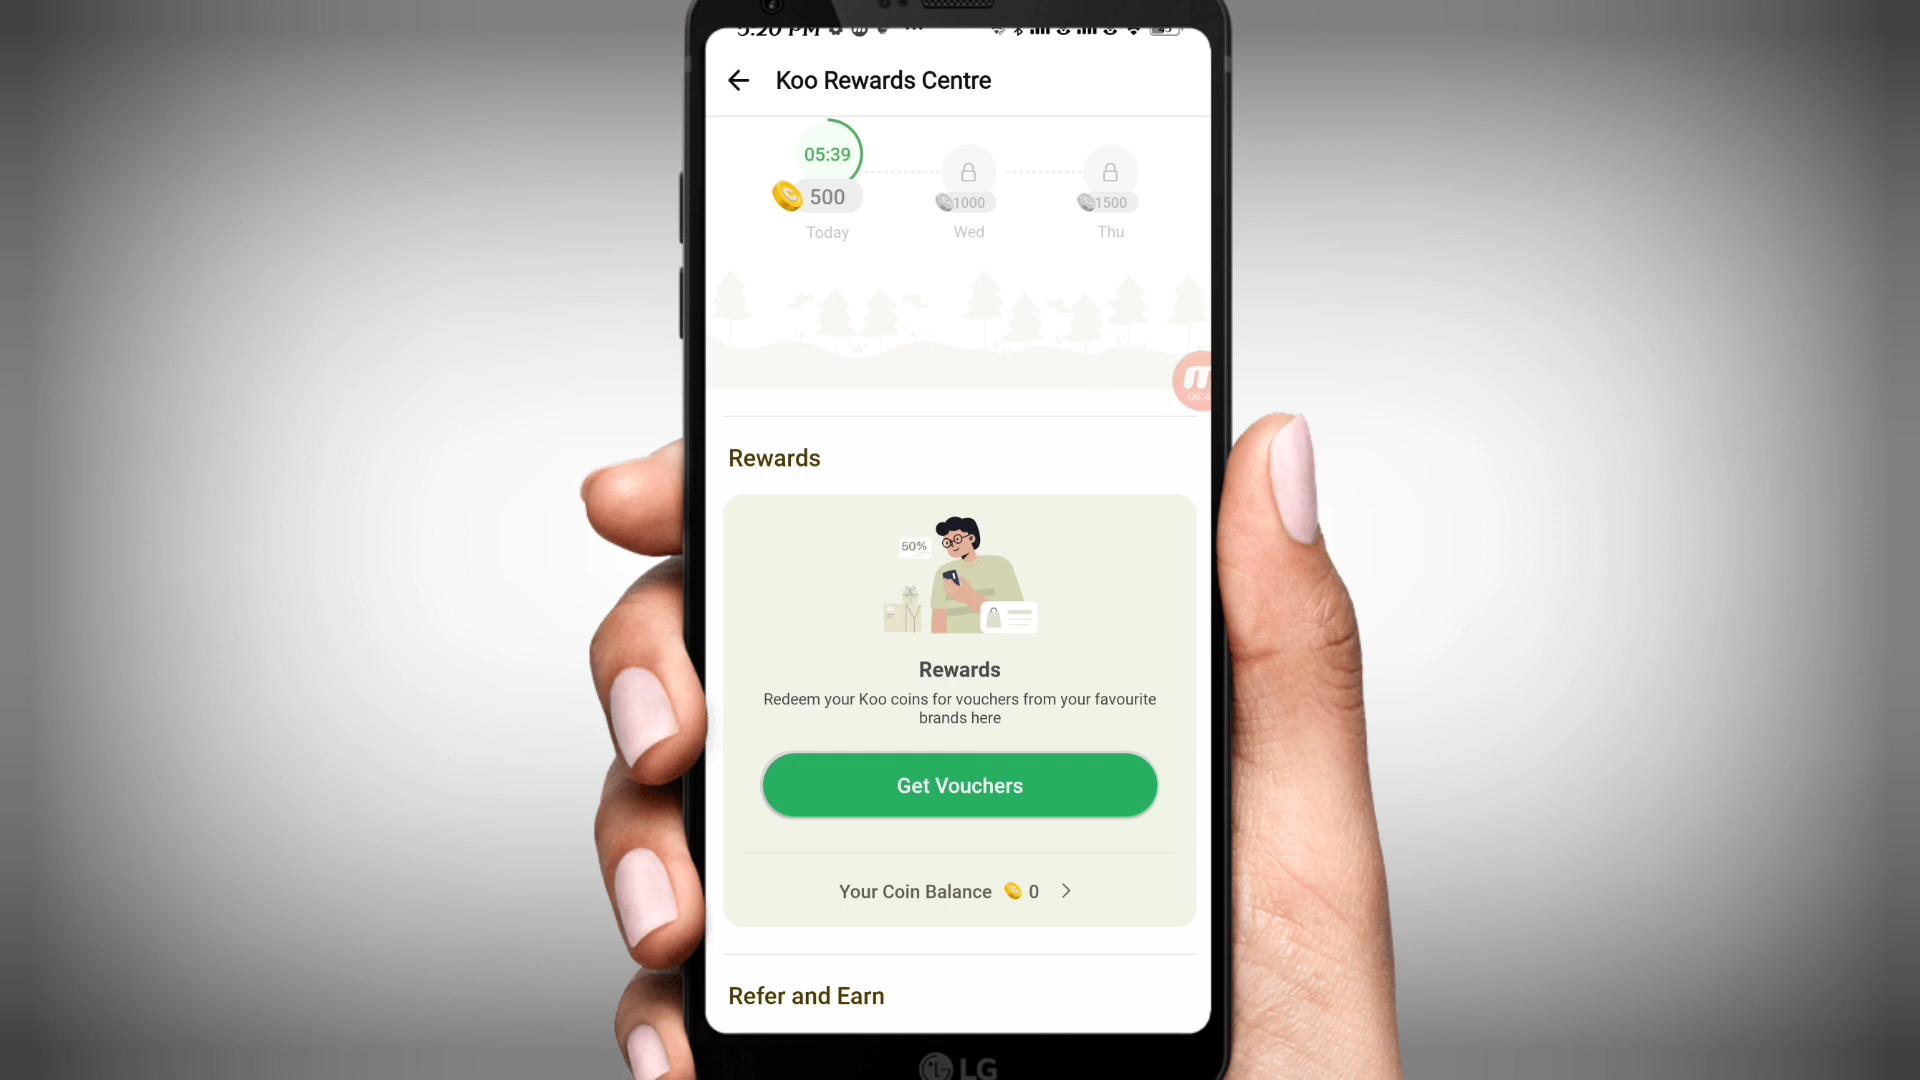 5:20 PM
Koo Rewards Centre
05:39
500
1000
1500
Today
Wed
Thu
Rewards
50%
Rewards
Redeem your Koo coins for vouchers from your favourite
brands here
Get Vouchers
Your Coin Balance 0
Refer and Earn
LG